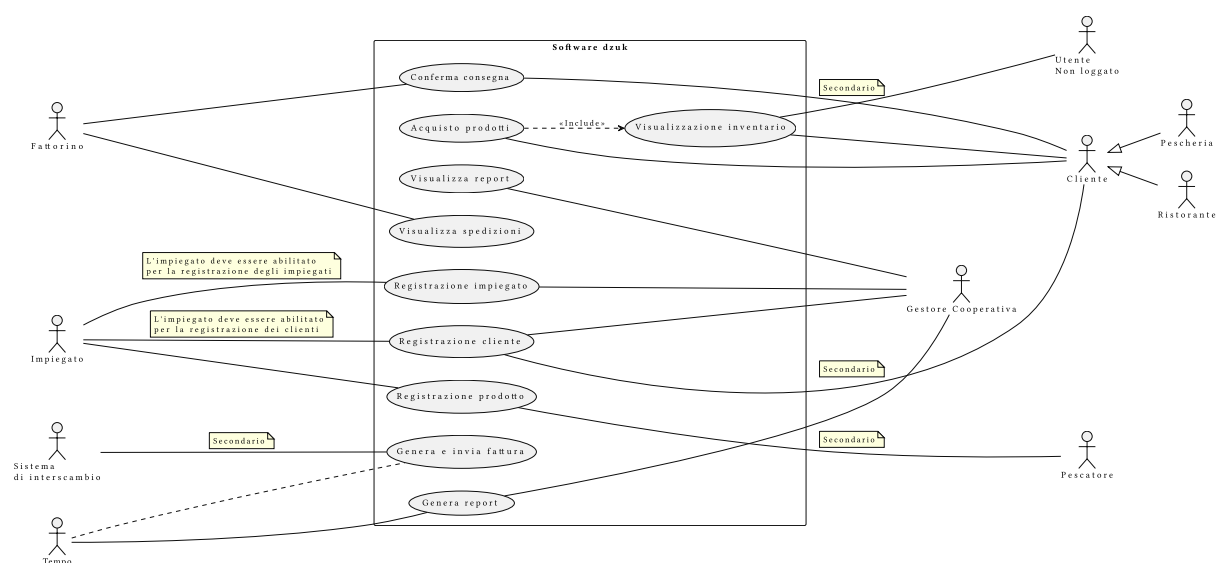 Software dzuk
Utente
Non loggato
Conferma consegna
Secondario
Fattorino
Acquisto prodotti
«Include»
Visualizzazione inventario
Pescheria
Cliente
Visualizza report
Ristorante
Visualizza spedizioni
L'impiegato deve essere abilitato
per la registrazione degli impiegati
Registrazione impiegato
Gestore Cooperativa
L'impiegato deve essere abilitato
per la registrazione dei clienti
Impiegato
Registrazione cliente
Secondario
Registrazione prodotto
Secondario
Secondario
Sistema
di interscambio
Genera e invia fattura
Pescatore
Genera report
Tempo